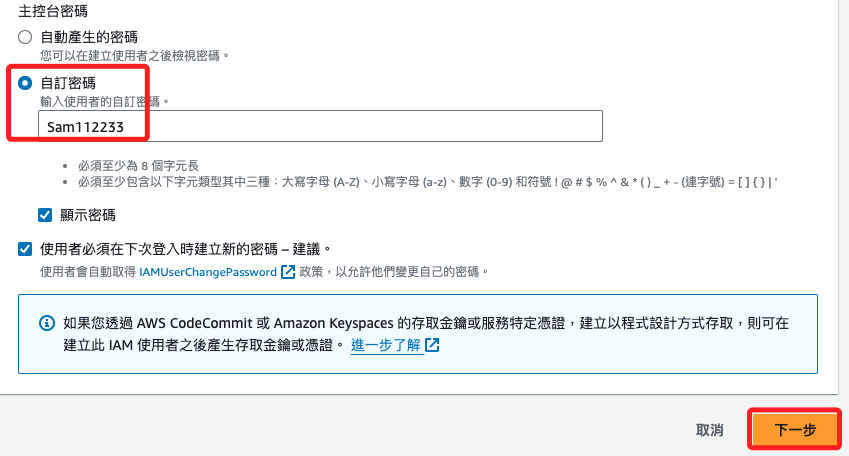 主控台密碼
自動產生的密碼
您可以在建立使用者之後檢視密碼。
自訂密碼
輸入使用者的自訂密碼。
Sam112233
• 必須至少為 8 個字元長
• 必須至少包含以下字元類型其中三種：大寫字母 (A-Z)、小寫字母 (a-z)、數字 (0-9) 和符號 ! @ # $ % ^ & * ( ) _ + - (連字號) = [ ] { } | '
顯示密碼
使用者必須在下次登入時建立新的密碼 – 建議。
使用者會自動取得 IAMUserChangePassword 政策，以允許他們變更自己的密碼。
如果您透過 AWS CodeCommit 或 Amazon Keyspaces 的存取金鑰或服務特定憑證，建立以程式設計方式存取，則可在
建立此 IAM 使用者之後產生存取金鑰或憑證。 進一步了解
取消
下一步